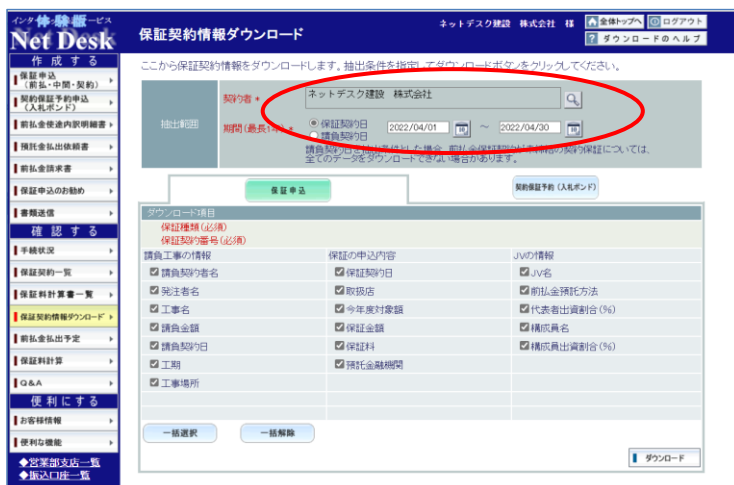 インタ体・験・版ービス
Net Desk
保証契約情報ダウンロード
ネットデスク建設 株式会社 様
全体トップへ
ログアウト
? ダウンロードのヘルプ
作成する
保証申込
(前払・中間・契約)
契約保証予約申込
(入札ボンド)
前払金使途内訳明細書
預託金払出依頼書
前払金請求書
保証申込のお勧め
書類送信
確認する
手続状況
保証契約一覧
保証料計算書一覧
保証契約情報ダウンロード
前払金払出予定
保証料計算
Q&A
便利にする
お客様情報
便利な機能
◆営業部支店一覧
◆振込口座一覧
ここから保証契約情報をダウンロードします。抽出条件を指定してダウンロードボタンをクリックしてください。
抽出範囲
契約者 *
ネットデスク建設 株式会社
期間(最長1年) *
保証契約日
請負契約日
2022/04/01 ~ 2022/04/30
全てのデータをダウンロードできない場合があります。
保証申込
契約保証予約(入札ボンド)
ダウンロード項目
保証種類(必須)
保証契約番号(必須)
請負工事の情報 保証の申込内容 JVの情報
請負契約者名 保証契約日 JV名
発注者名 取扱店 前払金預託方法
工事名 今年度対象額 代表者出資割合(%)
請負金額 保証金額 構成員名
請負契約日 保証料 構成員出資割合(%)
工期 預託金融機関
工事場所
一括選択 一括解除
ダウンロード